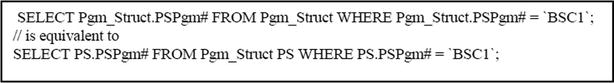 SELECT Pgm_Struct.PSPgm# FROM Pgm_Struct WHERE Pgm_Struct.PSPgm# = `BSC1`;
// is equivalent to
SELECT PS.PSPgm# FROM Pgm_Struct PS WHERE PS.PSPgm# = `BSC1`;